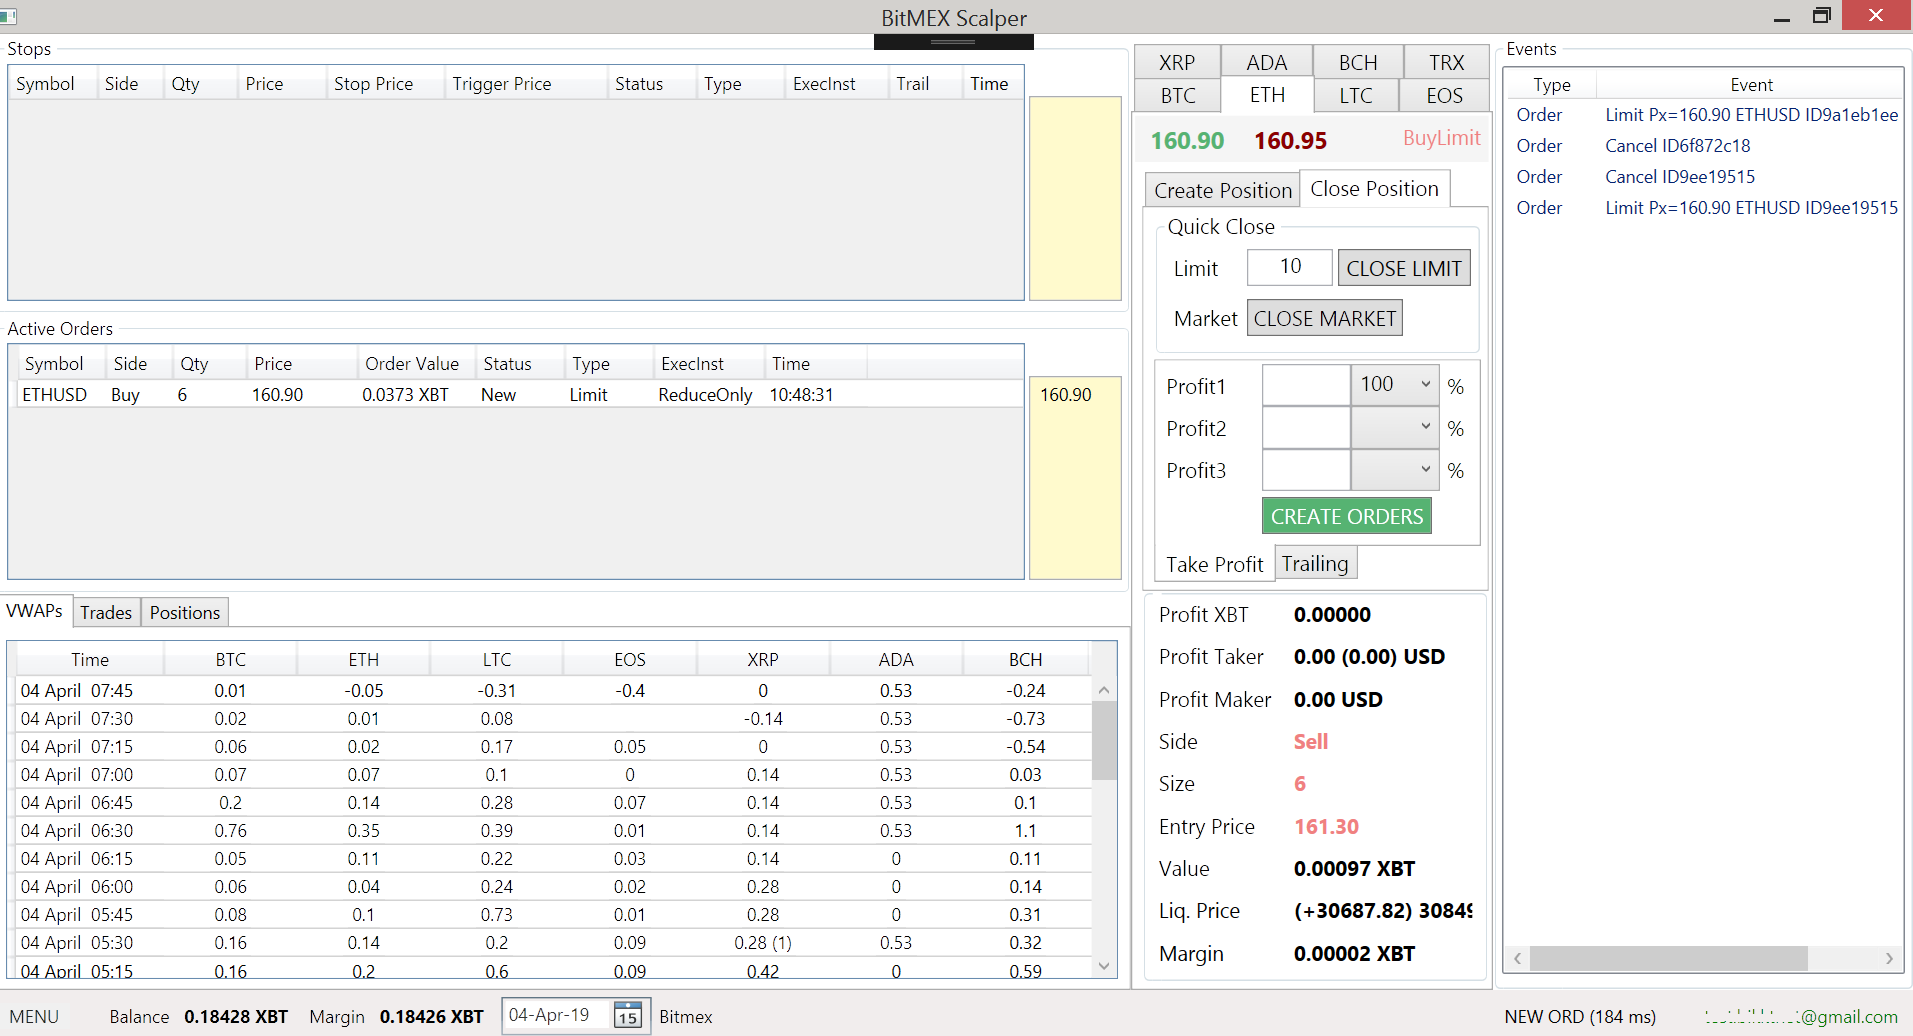 BitMEX Scalper
Stops
Symbol Side Qty Price Stop Price Trigger Price Status Type ExecInst Trail Time
Active Orders
Symbol Side Qty Price Order Value Status Type ExecInst Time
ETHUSD Buy 6 160.90 0.0373 XBT New Limit ReduceOnly 10:48:31
160.90
VWAPs Trades Positions
Time BTC ETH LTC EOS XRP ADA BCH
04 April 07:45 0.01 -0.05 -0.31 -0.4 0 0.53 -0.24
04 April 07:30 0.02 0.01 0.08 -0.14 0.53 -0.73
04 April 07:15 0.06 0.02 0.17 0.05 0 0.53 -0.54
04 April 07:00 0.07 0.07 0.1 0 0.14 0.53 0.03
04 April 06:45 0.2 0.14 0.28 0.07 0.14 0.53 0.1
04 April 06:30 0.76 0.35 0.39 0.01 0.14 0.53 1.1
04 April 06:15 0.05 0.11 0.22 0.03 0.14 0 0.11
04 April 06:00 0.06 0.04 0.24 0.02 0.28 0 0.14
04 April 05:45 0.08 0.1 0.73 0.01 0.28 0 0.31
04 April 05:30 0.16 0.14 0.2 0.09 0.28 (1) 0.53 0.32
04 April 05:15 0.16 0.2 0.6 0.09 0.42 0 0.59
XRP ADA BCH TRX
BTC ETH LTC EOS
160.90 160.95 BuyLimit
Create Position Close Position
Quick Close
Limit 10 CLOSE LIMIT
Market CLOSE MARKET
Profit1 100 %
Profit2 %
Profit3 %
CREATE ORDERS
Take Profit Trailing
Profit XBT 0.00000
Profit Taker 0.00 (0.00) USD
Profit Maker 0.00 USD
Side Sell
Size 6
Entry Price 161.30
Value 0.00097 XBT
Liq. Price (+30687.82) 30849
Margin 0.00002 XBT
Events
Type Event
Order Limit Px=160.90 ETHUSD ID9a1eb1ee
Order Cancel ID6f872c18
Order Cancel ID9ee19515
Order Limit Px=160.90 ETHUSD ID9ee19515
MENU Balance 0.18428 XBT Margin 0.18426 XBT 04-Apr-19 15 Bitmex NEW ORD (184 ms) @gmail.com